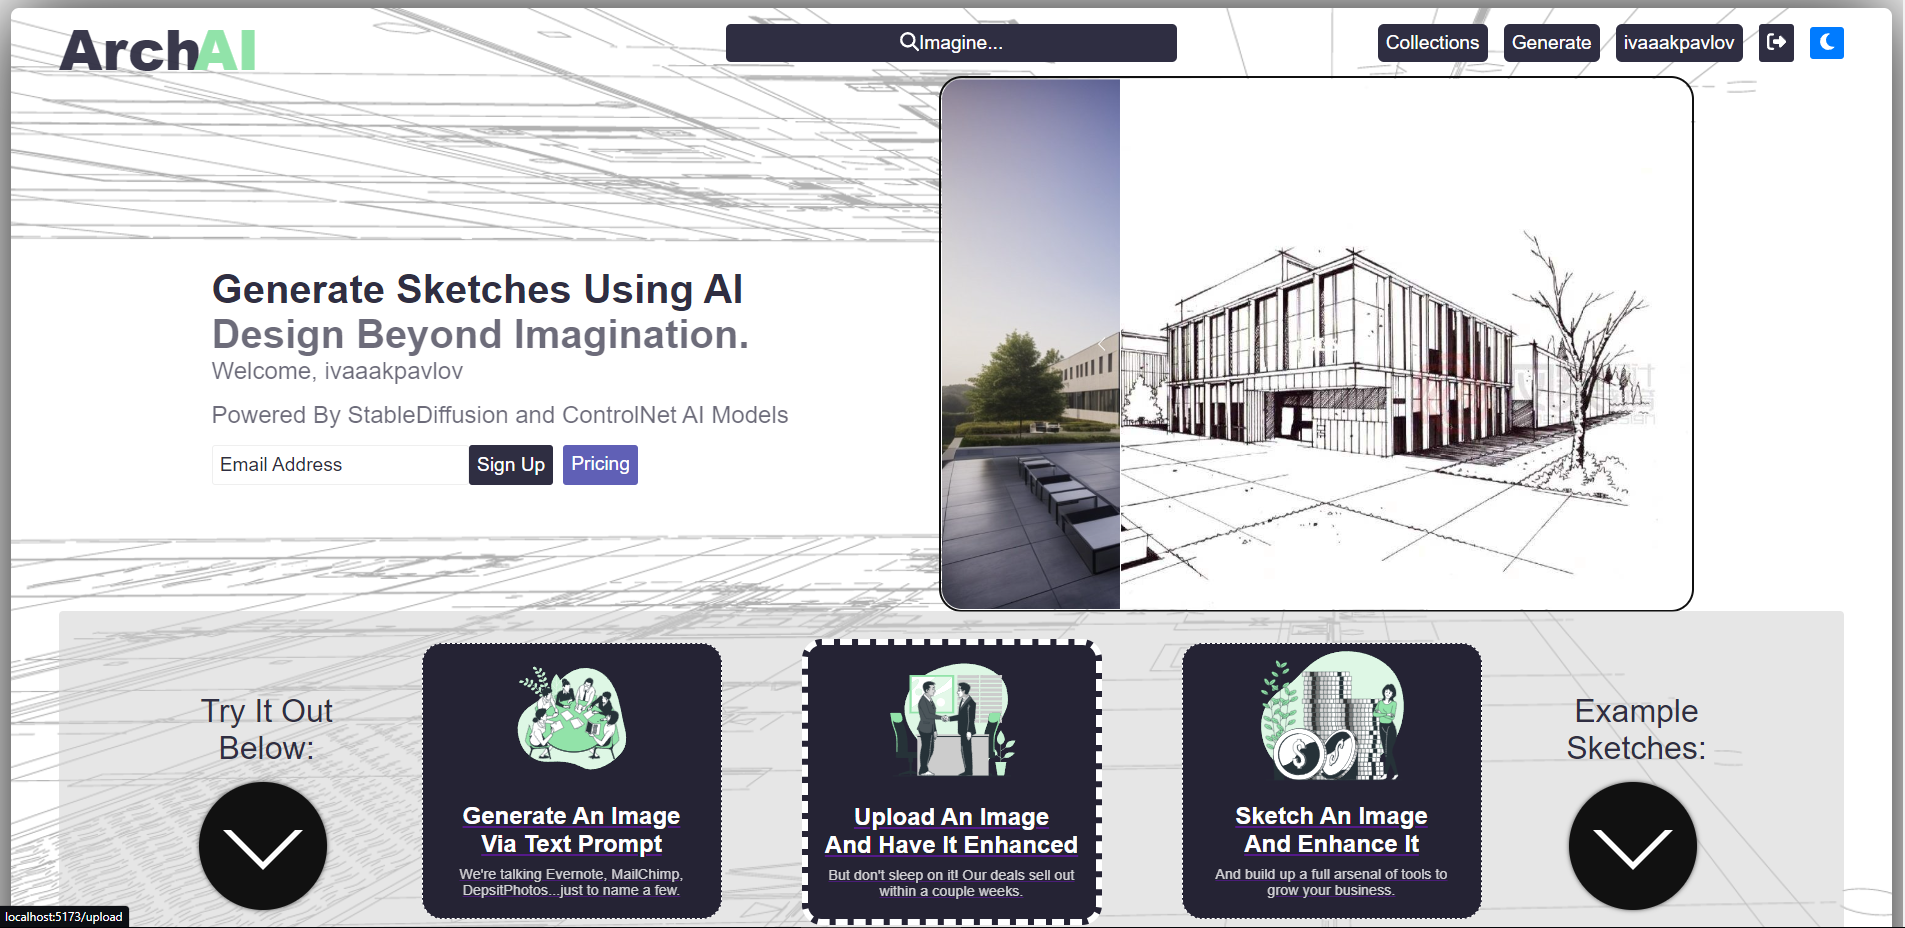 ArchAI
Imagine...
Collections
Generate
ivaaakpavlov
Generate Sketches Using AI
Design Beyond Imagination.
Welcome, ivaaakpavlov
Powered By StableDiffusion and ControlNet AI Models
Email Address
Sign Up
Pricing
Try It Out
Below:
Generate An Image
Via Text Prompt
We're talking Evernote, MailChimp,
DepsitPhotos...just to name a few.
Upload An Image
And Have It Enhanced
But don't sleep on it! Our deals sell out
within a couple weeks.
Sketch An Image
And Enhance It
And build up a full arsenal of tools to
grow your business.
Example
Sketches:
localhost:5173/upload